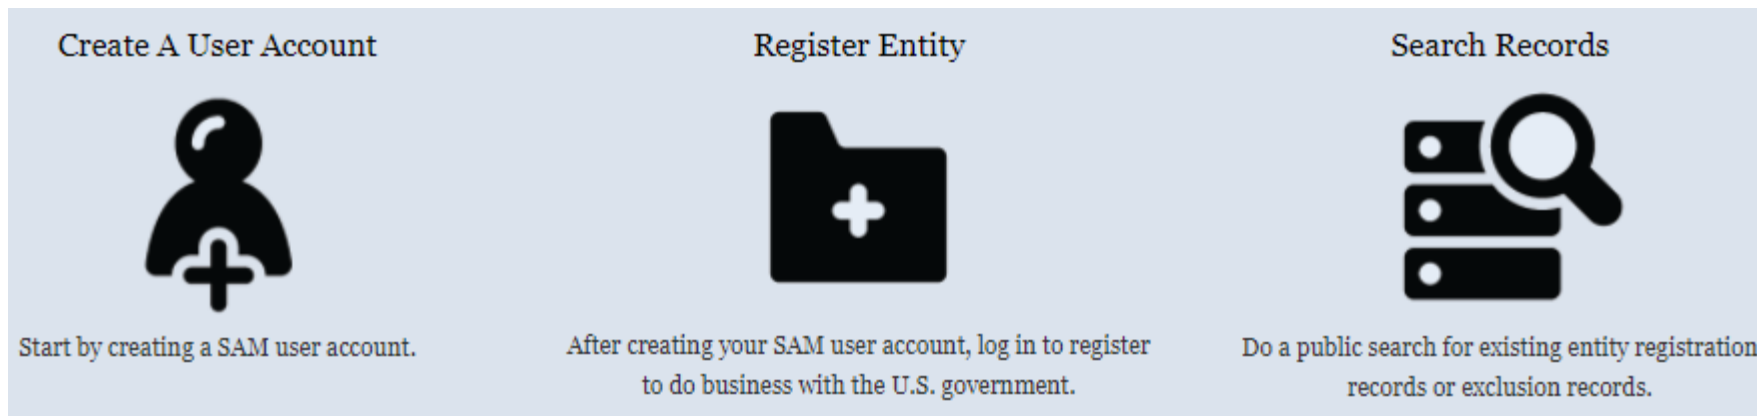 Create A User Account
Start by creating a SAM user account.
Register Entity
After creating your SAM user account, log in to register
to do business with the U.S. government.
Search Records
Do a public search for existing entity registration
records or exclusion records.